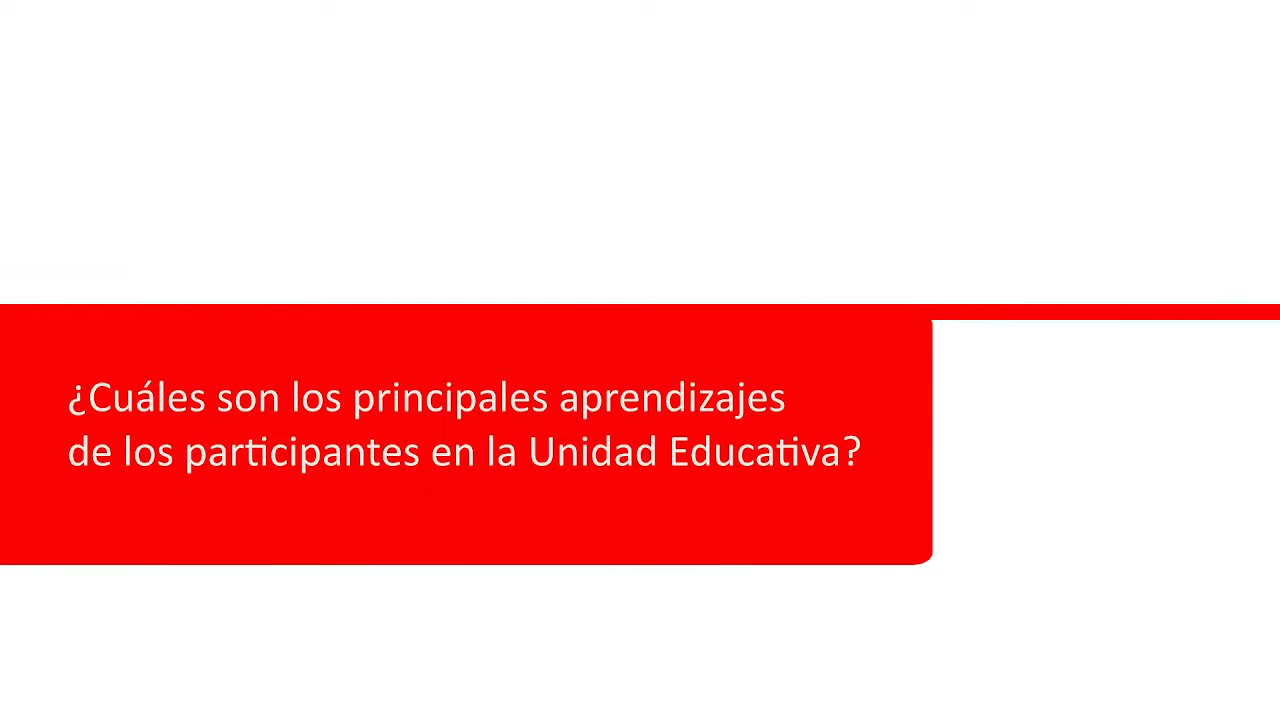 ¿Cuáles son los principales aprendizajes
de los participantes en la Unidad Educativa?